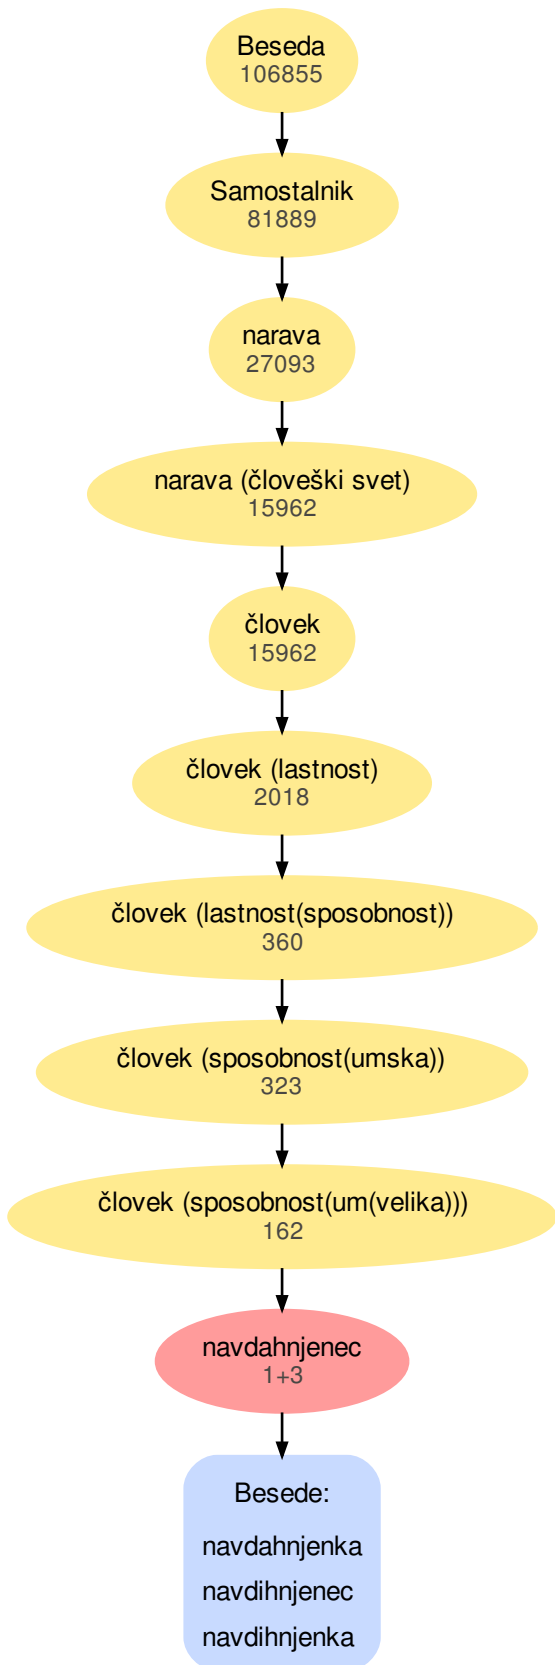 Beseda
106855
Samostalnik
81889
narava
27093
narava (človeški svet)
15962
človek
15962
človek (lastnost)
2018
človek (lastnost(sposobnost))
360
človek (sposobnost(umska))
323
človek (sposobnost(um(velika)))
162
navdahnjenec
1+3
Besede:
navdahnjenka
navdihnjenec
navdihnjenka